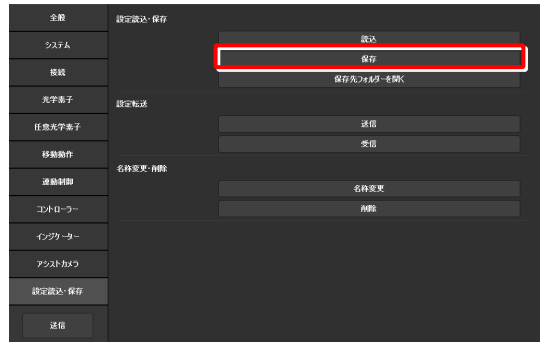 全般
システム
接続
光学素子
任意光学素子
移動動作
連動制御
コントローラー
インジケーター
アシストカメラ
設定読込・保存
送信
設定読込・保存
読込
保存
保存先フォルダーを開く
設定転送
送信
受信
名称変更・削除
名称変更
削除